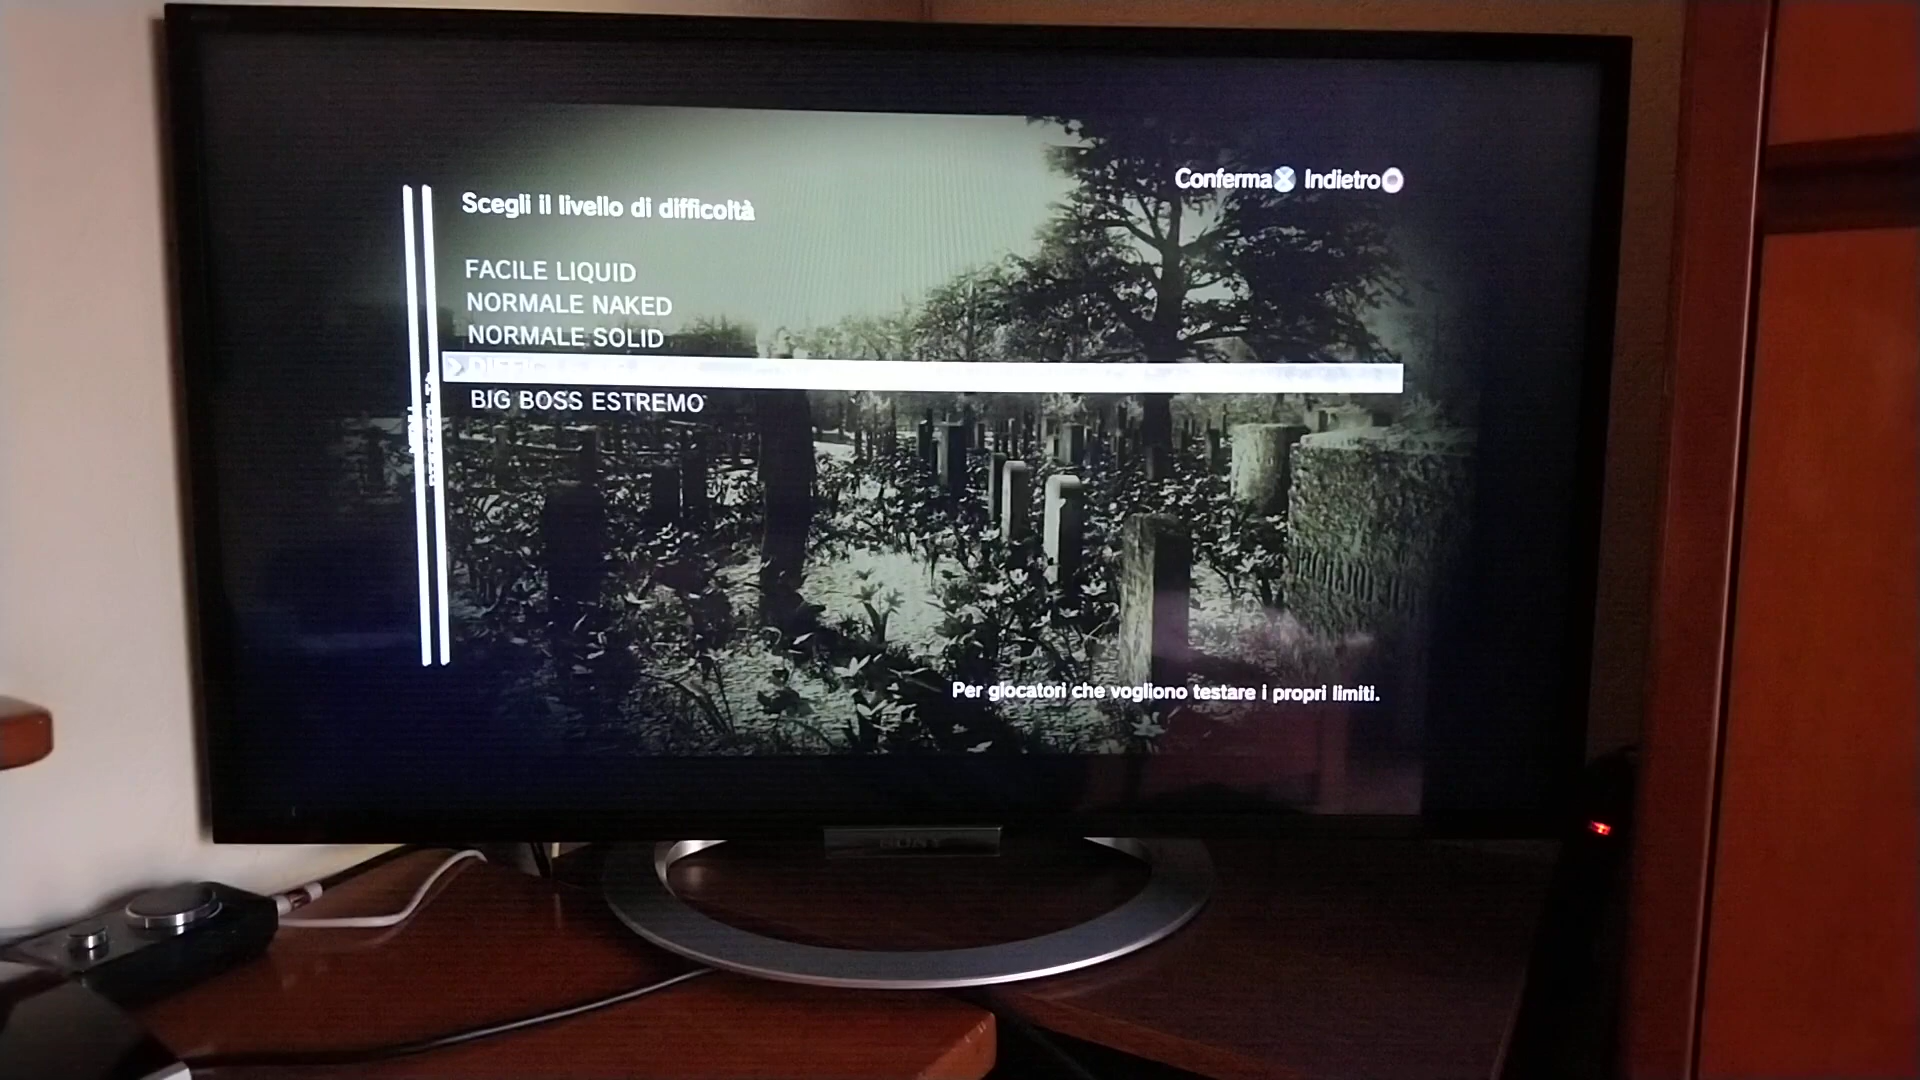 Conferma Indietro
Scegli il livello di difficoltà
FACILE LIQUID
NORMALE NAKED
NORMALE SOLID
BIG BOSS ESTREMO
Per giocatori che vogliono testare i propri limiti.
SONY